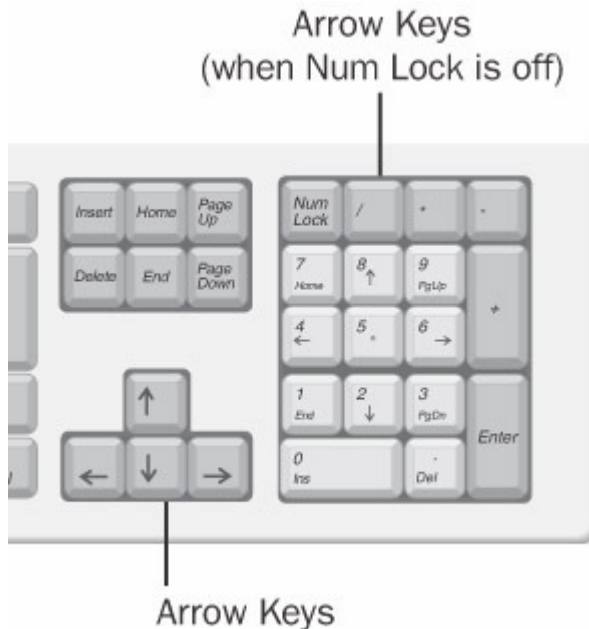 Arrow Keys
(when Num Lock is off)
Insert Home Page Up
Delete End Page Down
Num Lock / * -
7 Home 8 ↑ 9 PgUp
+
4 ← 5 6 →
1 End 2 ↓ 3 PgDn
Enter
0 Ins . Del
↑
← ↓ →
Arrow Keys